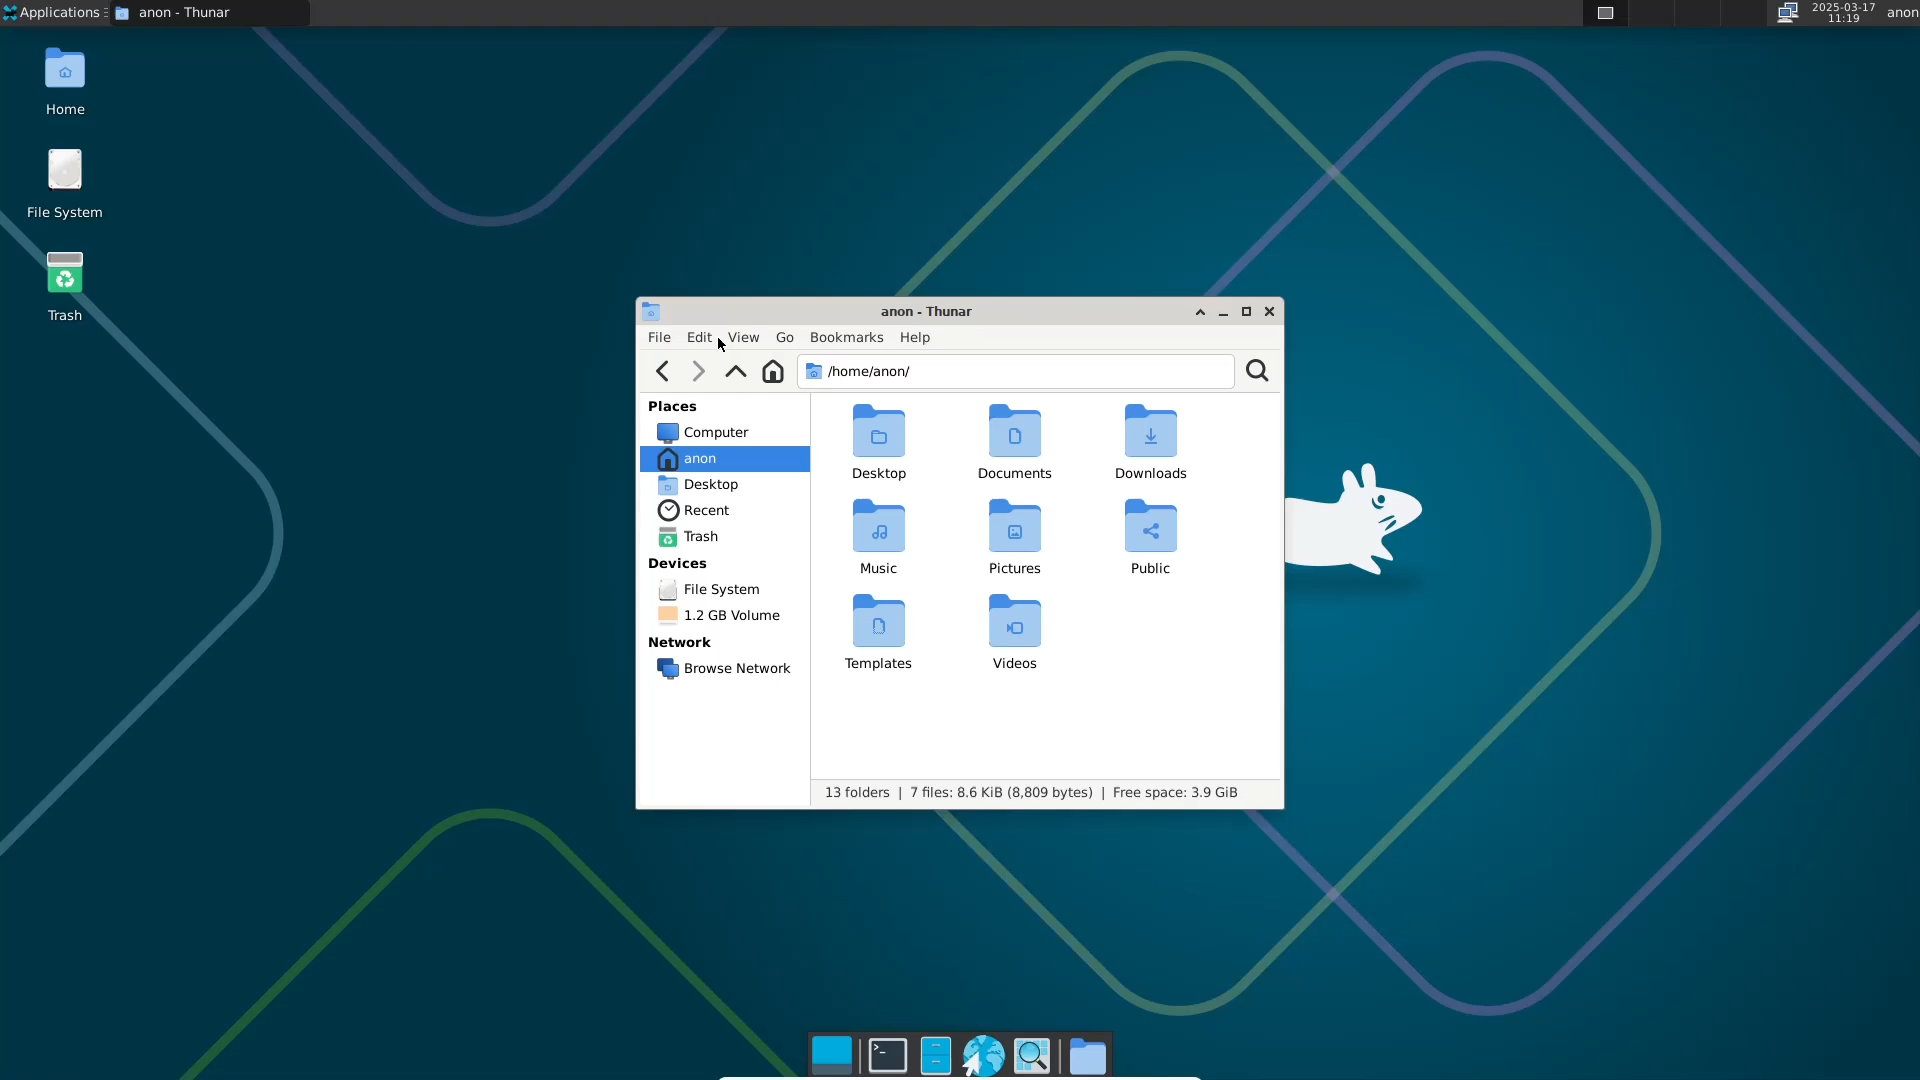 Applications
anon - Thunar
2025-03-17
11:19
anon
Home
File System
Trash
anon - Thunar
File Edit View Go Bookmarks Help
/home/anon/
Places
Computer
anon
Desktop
Recent
Trash
Devices
File System
1.2 GB Volume
Network
Browse Network
Desktop Documents Downloads
Music Pictures Public
Templates Videos
13 folders | 7 files: 8.6 KiB (8,809 bytes) | Free space: 3.9 GiB